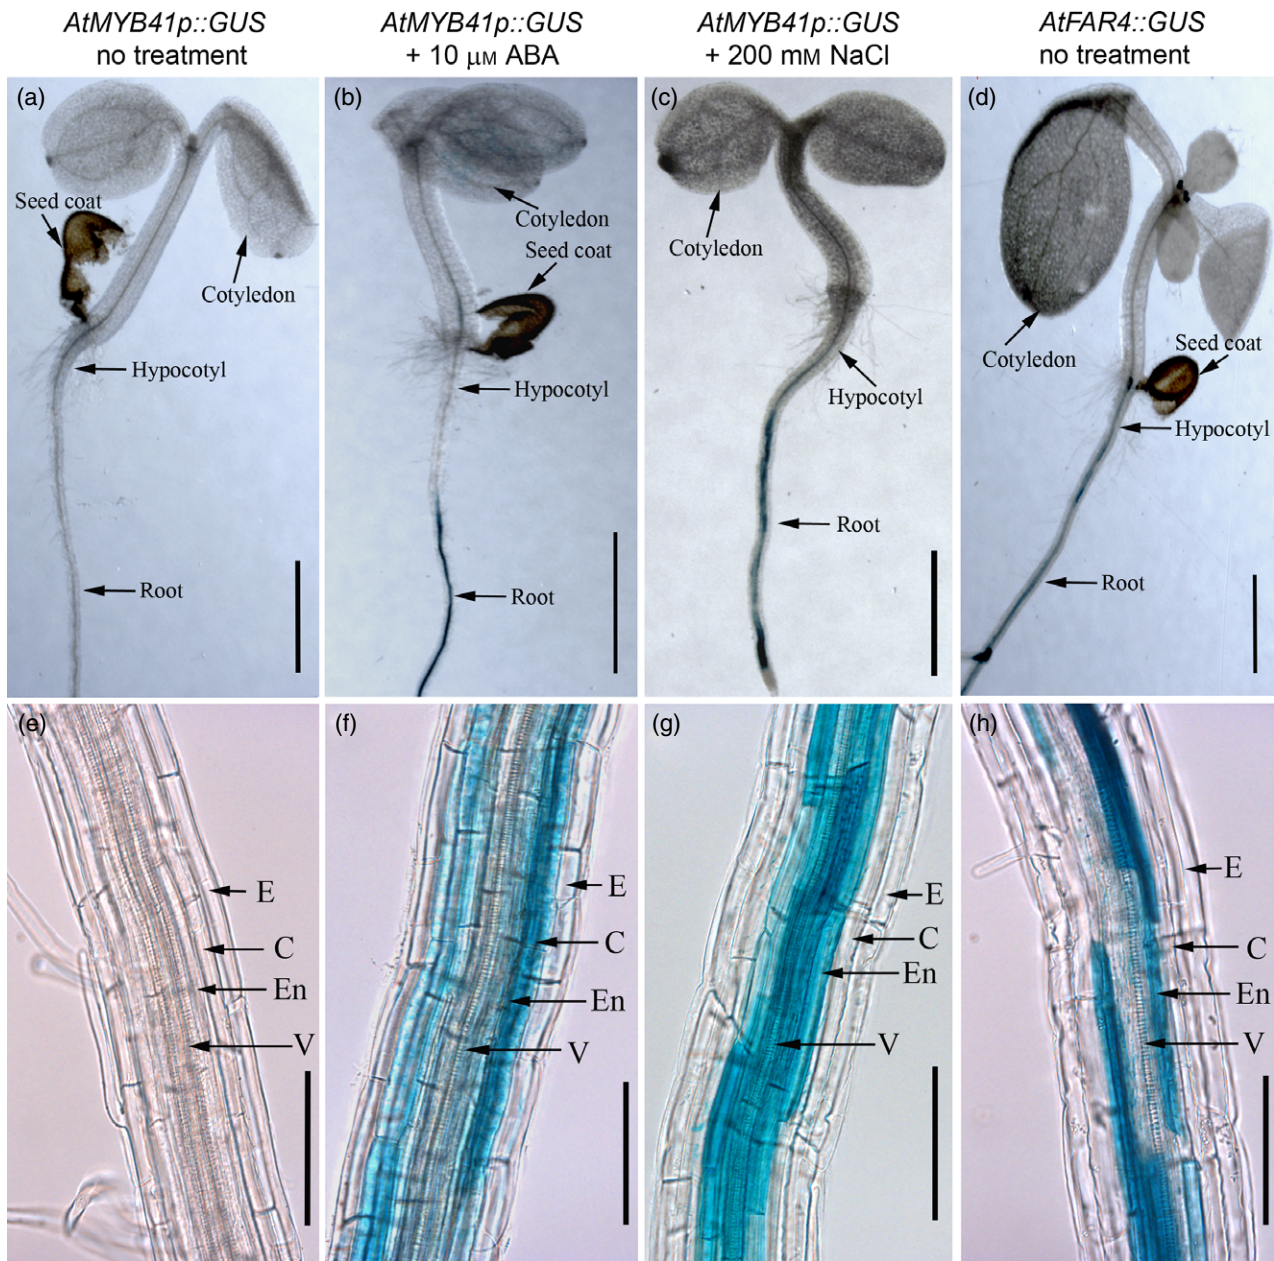 AtMYB41p::GUS
no treatment
AtMYB41p::GUS
+ 10 μM ABA
AtMYB41p::GUS
+ 200 mM NaCl
AtFAR4::GUS
no treatment
(a)
Seed coat
Cotyledon
Hypocotyl
Root
(b)
Cotyledon
Seed coat
Hypocotyl
Root
(c)
Cotyledon
Hypocotyl
Root
(d)
Cotyledon
Seed coat
Hypocotyl
Root
(e)
E
C
En
V
(f)
E
C
En
V
(g)
E
C
En
V
(h)
E
C
En
V